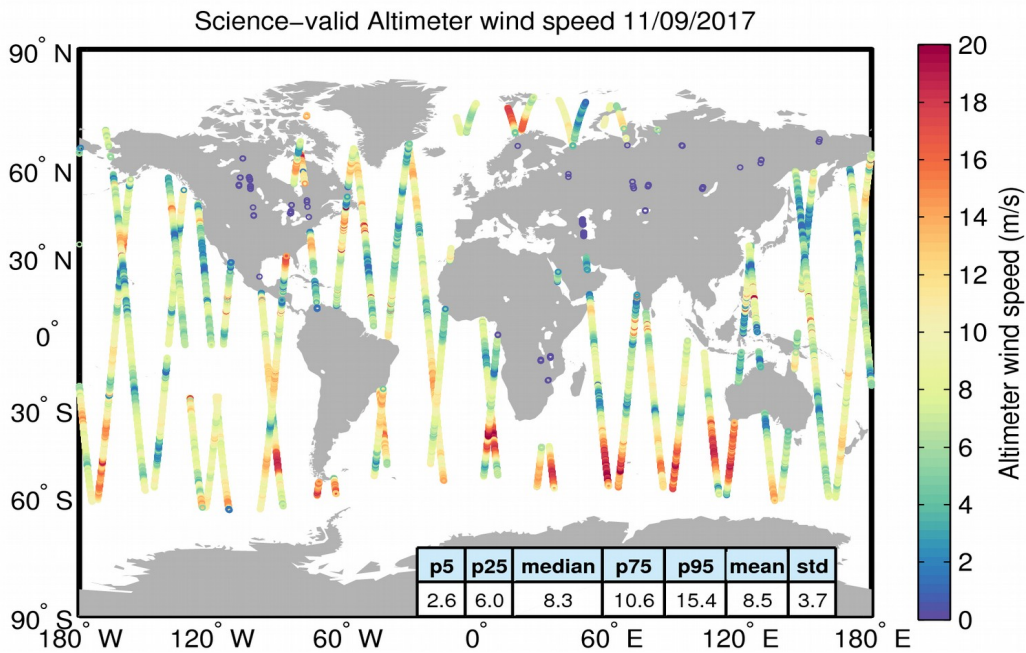 Science−valid Altimeter wind speed 11/09/2017
90° N
60° N
30° N
0°
30° S
60° S
90° S
180° W
120° W
60° W
0°
60° E
120° E
180° E
p5 p25 median p75 p95 mean std
2.6 6.0 8.3 10.6 15.4 8.5 3.7
20
18
16
14
12
10
8
6
4
2
0
Altimeter wind speed (m/s)